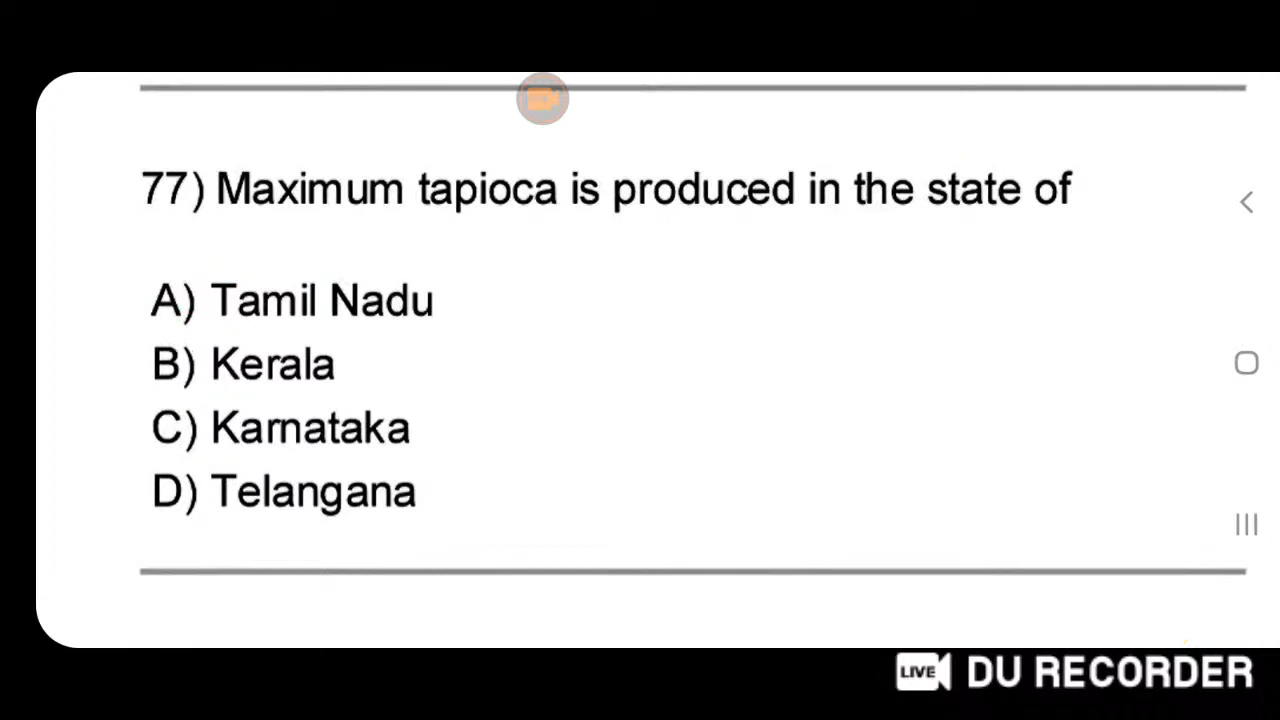 77) Maximum tapioca is produced in the state of
A) Tamil Nadu
B) Kerala
C) Karnataka
D) Telangana
LIVE DU RECORDER